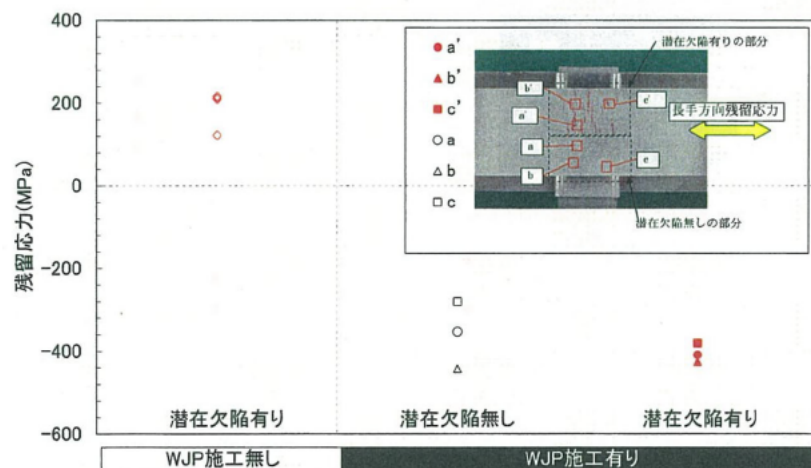 400
200
0
-200
-400
-600
残留応力(MPa)
a'
b'
c'
a
b
c
潜在欠陥有りの部分
b'
c'
a'
長手方向残留応力
a
b
c
潜在欠陥無しの部分
潜在欠陥有り
潜在欠陥無し
潜在欠陥有り
WJP施工無し
WJP施工有り